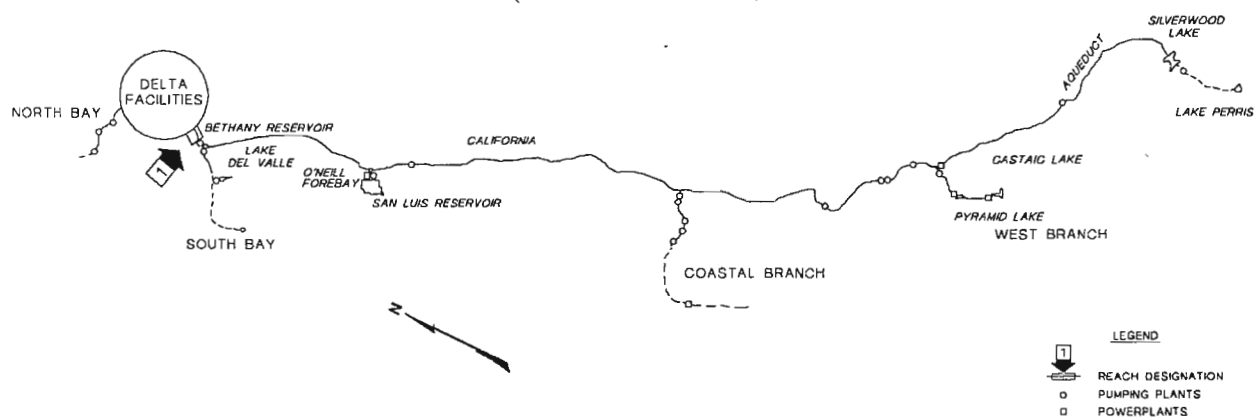 SILVERWOOD
LAKE
AQUEDUCT
DELTA
FACILITIES
NORTH BAY
LAKE PERRIS
BETHANY RESERVOIR
LAKE
DEL VALLE
CALIFORNIA
1
O'NEILL
FOREBAY
SAN LUIS RESERVOIR
CASTAIC LAKE
PYRAMID LAKE
WEST BRANCH
SOUTH BAY
COASTAL BRANCH
N
LEGEND
1
REACH DESIGNATION
PUMPING PLANTS
POWERPLANTS